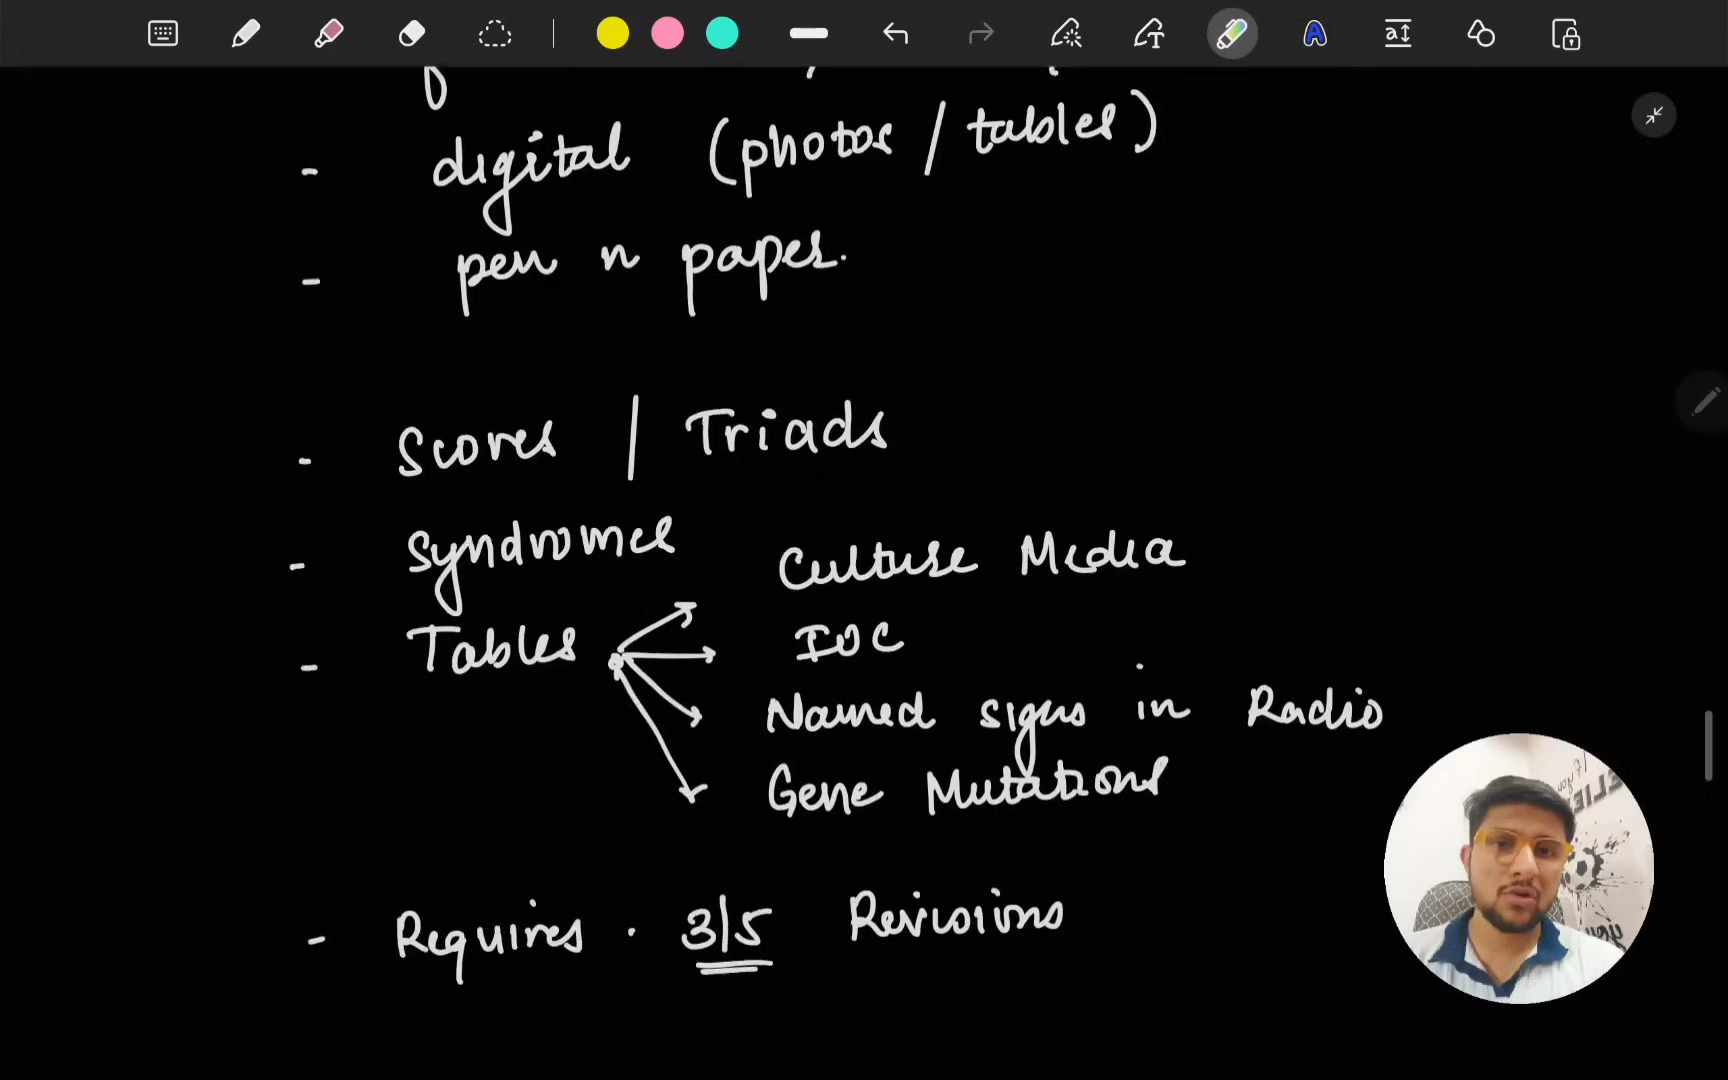 - digital (photos / tables)
- pen n paper.
- Scores | Triads
- Syndromes
Culture Media
- Tables
IOC
Named signs in Radio
Gene Mutations
- Requires . 3|5 Revisions